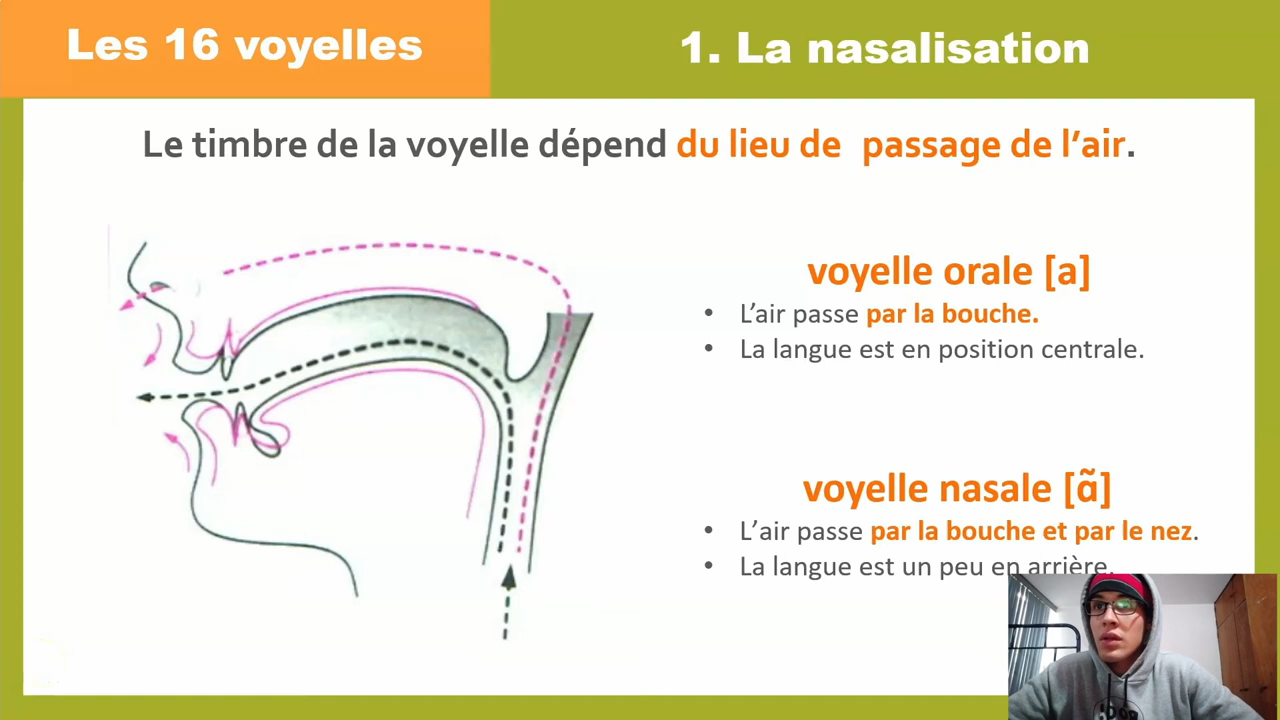 Les 16 voyelles
1. La nasalisation
Le timbre de la voyelle dépend du lieu de passage de l’air.
voyelle orale [a]
• L’air passe par la bouche.
• La langue est en position centrale.
voyelle nasale [ɑ̃]
• L’air passe par la bouche et par le nez.
• La langue est un peu en arrière.